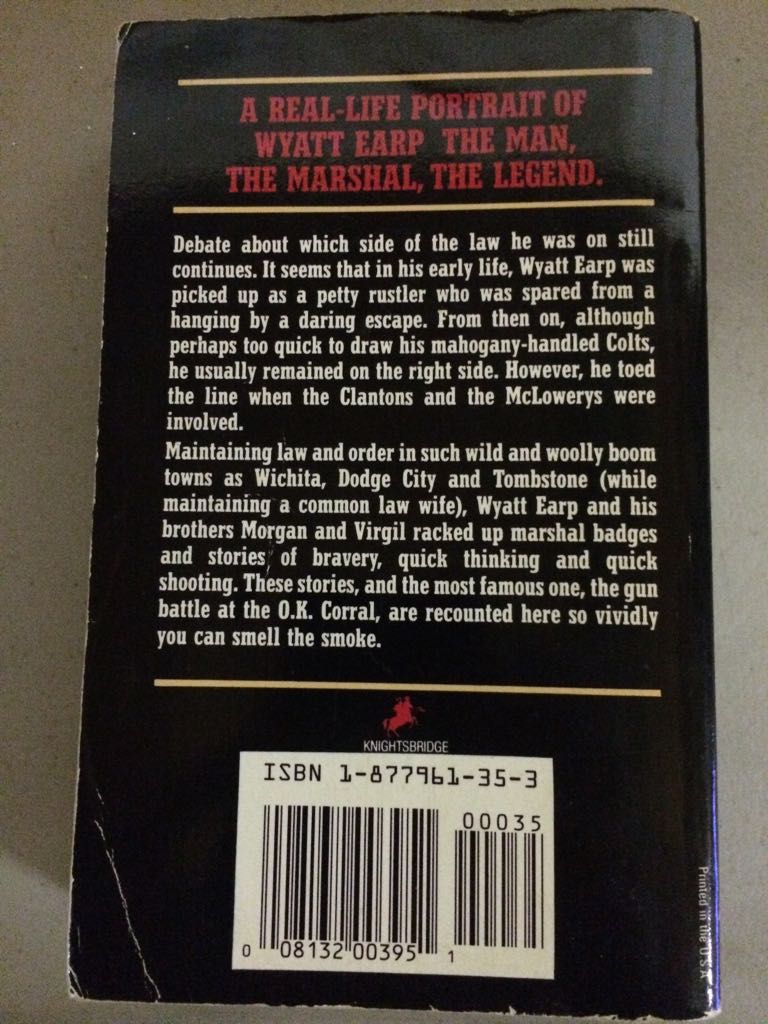 A REAL-LIFE PORTRAIT OF
WYATT EARP THE MAN,
THE MARSHAL, THE LEGEND.
Debate about which side of the law he was on still
continues. It seems that in his early life, Wyatt Earp was
picked up as a petty rustler who was spared from a
hanging by a daring escape. From then on, although
perhaps too quick to draw his mahogany-handled Colts,
he usually remained on the right side. However, he toed
the line when the Clantons and the McLowerys were
involved.
Maintaining law and order in such wild and woolly boom
towns as Wichita, Dodge City and Tombstone (while
maintaining a common law wife), Wyatt Earp and his
brothers Morgan and Virgil racked up marshal badges
and stories of bravery, quick thinking and quick
shooting. These stories, and the most famous one, the gun
battle at the O.K. Corral, are recounted here so vividly
you can smell the smoke.
KNIGHTSBRIDGE
ISBN 1-877961-35-3
00035
0 08132 00395 1
Printed in the U.S.A.